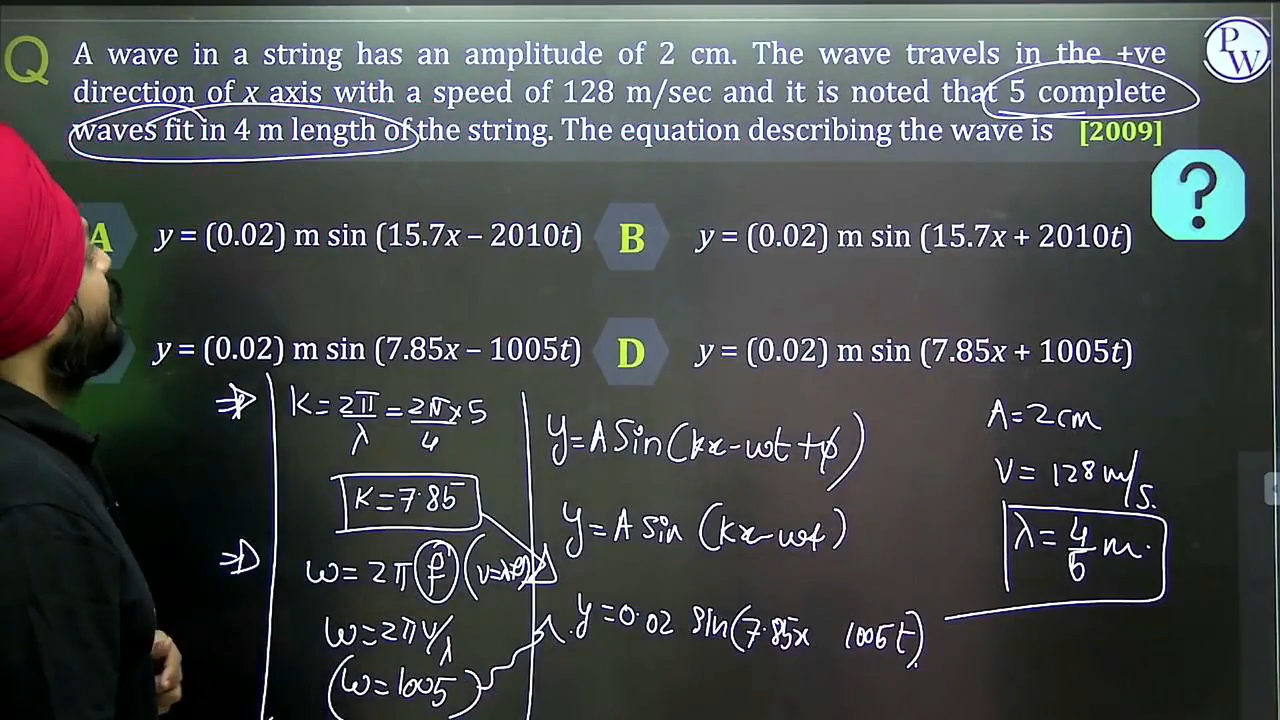 Q
A wave in a string has an amplitude of 2 cm. The wave travels in the +ve
direction of x axis with a speed of 128 m/sec and it is noted that 5 complete
waves fit in 4 m length of the string. The equation describing the wave is [2009]
P
W
?
A y = (0.02) m sin (15.7x – 2010t)
B y = (0.02) m sin (15.7x + 2010t)
y = (0.02) m sin (7.85x – 1005t)
D y = (0.02) m sin (7.85x + 1005t)
⇒ K = 2π/λ = 2π/4 × 5
K = 7.85
⇒ ω = 2π f
ω = 2πV/λ
(ω = 1005)
y = A Sin (kx - ωt + ϕ)
y = A sin (kx - ωt)
y = 0.02 sin (7.85x 1005t)
A = 2 cm
V = 128 m/s.
λ = 4/5 m.